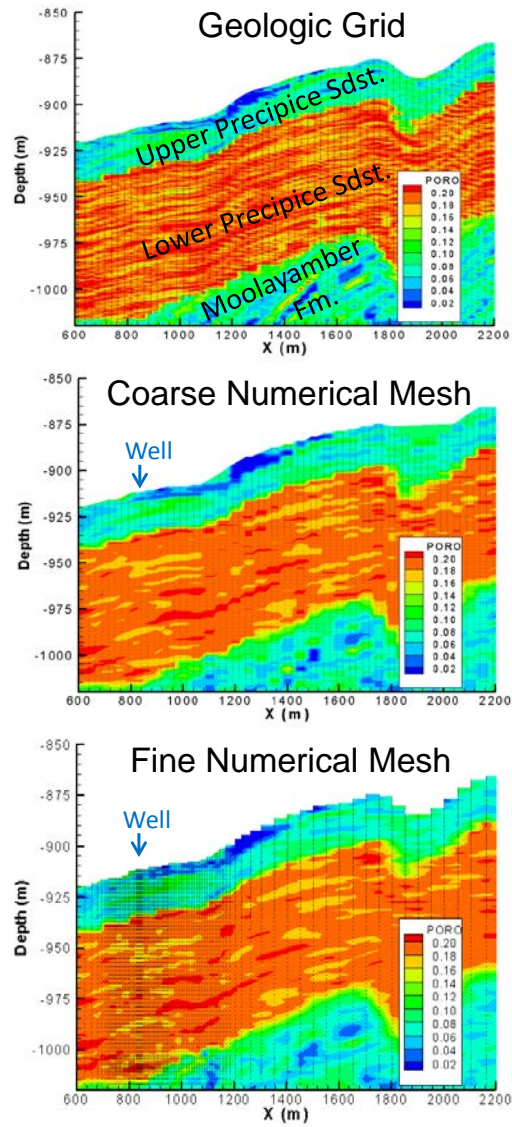 Geologic Grid
-850
-875
-900
-925
-950
-975
-1000
Depth (m)
Upper Precipice Sdst.
Lower Precipice Sdst.
Moolayamber
Fm.
PORO
0.20
0.18
0.16
0.14
0.12
0.10
0.08
0.06
0.04
0.02
600 800 1000 1200 1400 1600 1800 2000 2200
X (m)
Coarse Numerical Mesh
Well
-850
-875
-900
-925
-950
-975
-1000
Depth (m)
PORO
0.20
0.18
0.16
0.14
0.12
0.10
0.08
0.06
0.04
0.02
600 800 1000 1200 1400 1600 1800 2000 2200
X (m)
Fine Numerical Mesh
Well
-850
-875
-900
-925
-950
-975
-1000
Depth (m)
PORO
0.20
0.18
0.16
0.14
0.12
0.10
0.08
0.06
0.04
0.02
600 800 1000 1200 1400 1600 1800 2000 2200
X (m)